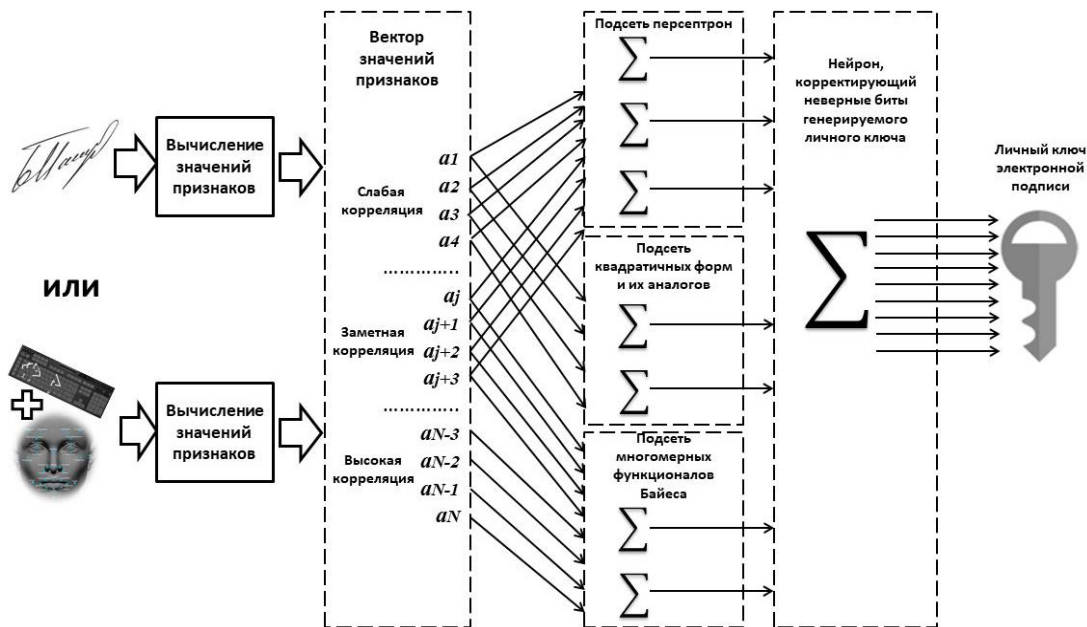 Вектор
значений
признаков
Подсеть персептрон
Нейрон,
корректирующий
неверные биты
генерируемого
личного ключа
Вычисление
значений
признаков
Личный ключ
электронной
подписи
a1
a2
Слабая
корреляция
a3
a4
…………..
или
aj
aj+1
Заметная
корреляция
aj+2
aj+3
…………..
Подсеть
квадратичных форм
и их аналогов
Вычисление
значений
признаков
aN-3
aN-2
Высокая
корреляция
aN-1
aN
Подсеть
многомерных
функционалов
Байеса
Σ
Σ
Σ
Σ
Σ
Σ
Σ
Σ